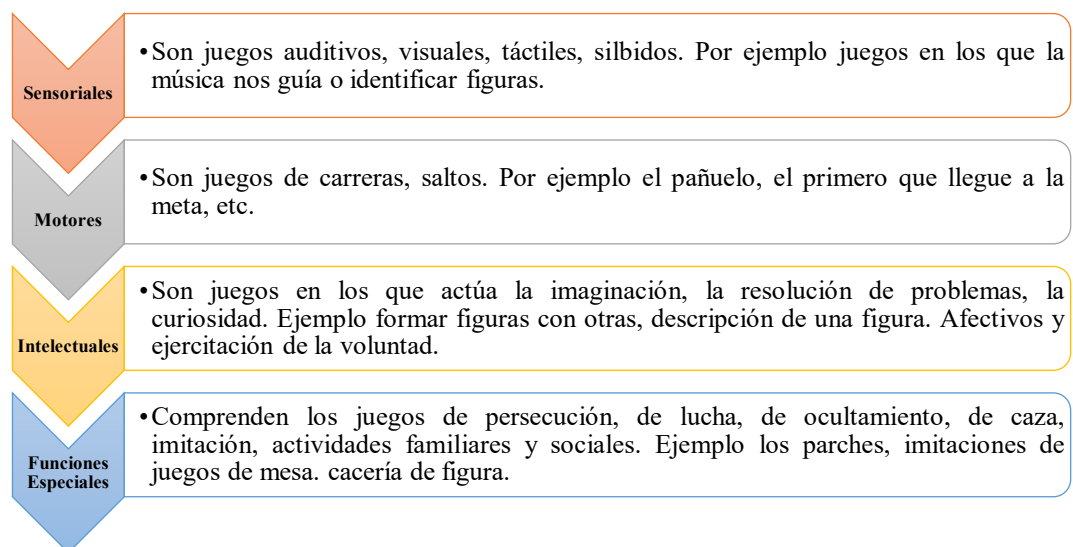 Sensoriales
•Son juegos auditivos, visuales, táctiles, silbidos. Por ejemplo juegos en los que la
música nos guía o identificar figuras.
Motores
•Son juegos de carreras, saltos. Por ejemplo el pañuelo, el primero que llegue a la
meta, etc.
Intelectuales
•Son juegos en los que actúa la imaginación, la resolución de problemas, la
curiosidad. Ejemplo formar figuras con otras, descripción de una figura. Afectivos y
ejercitación de la voluntad.
Funciones
Especiales
•Comprenden los juegos de persecución, de lucha, de ocultamiento, de caza,
imitación, actividades familiares y sociales. Ejemplo los parches, imitaciones de
juegos de mesa. cacería de figura.